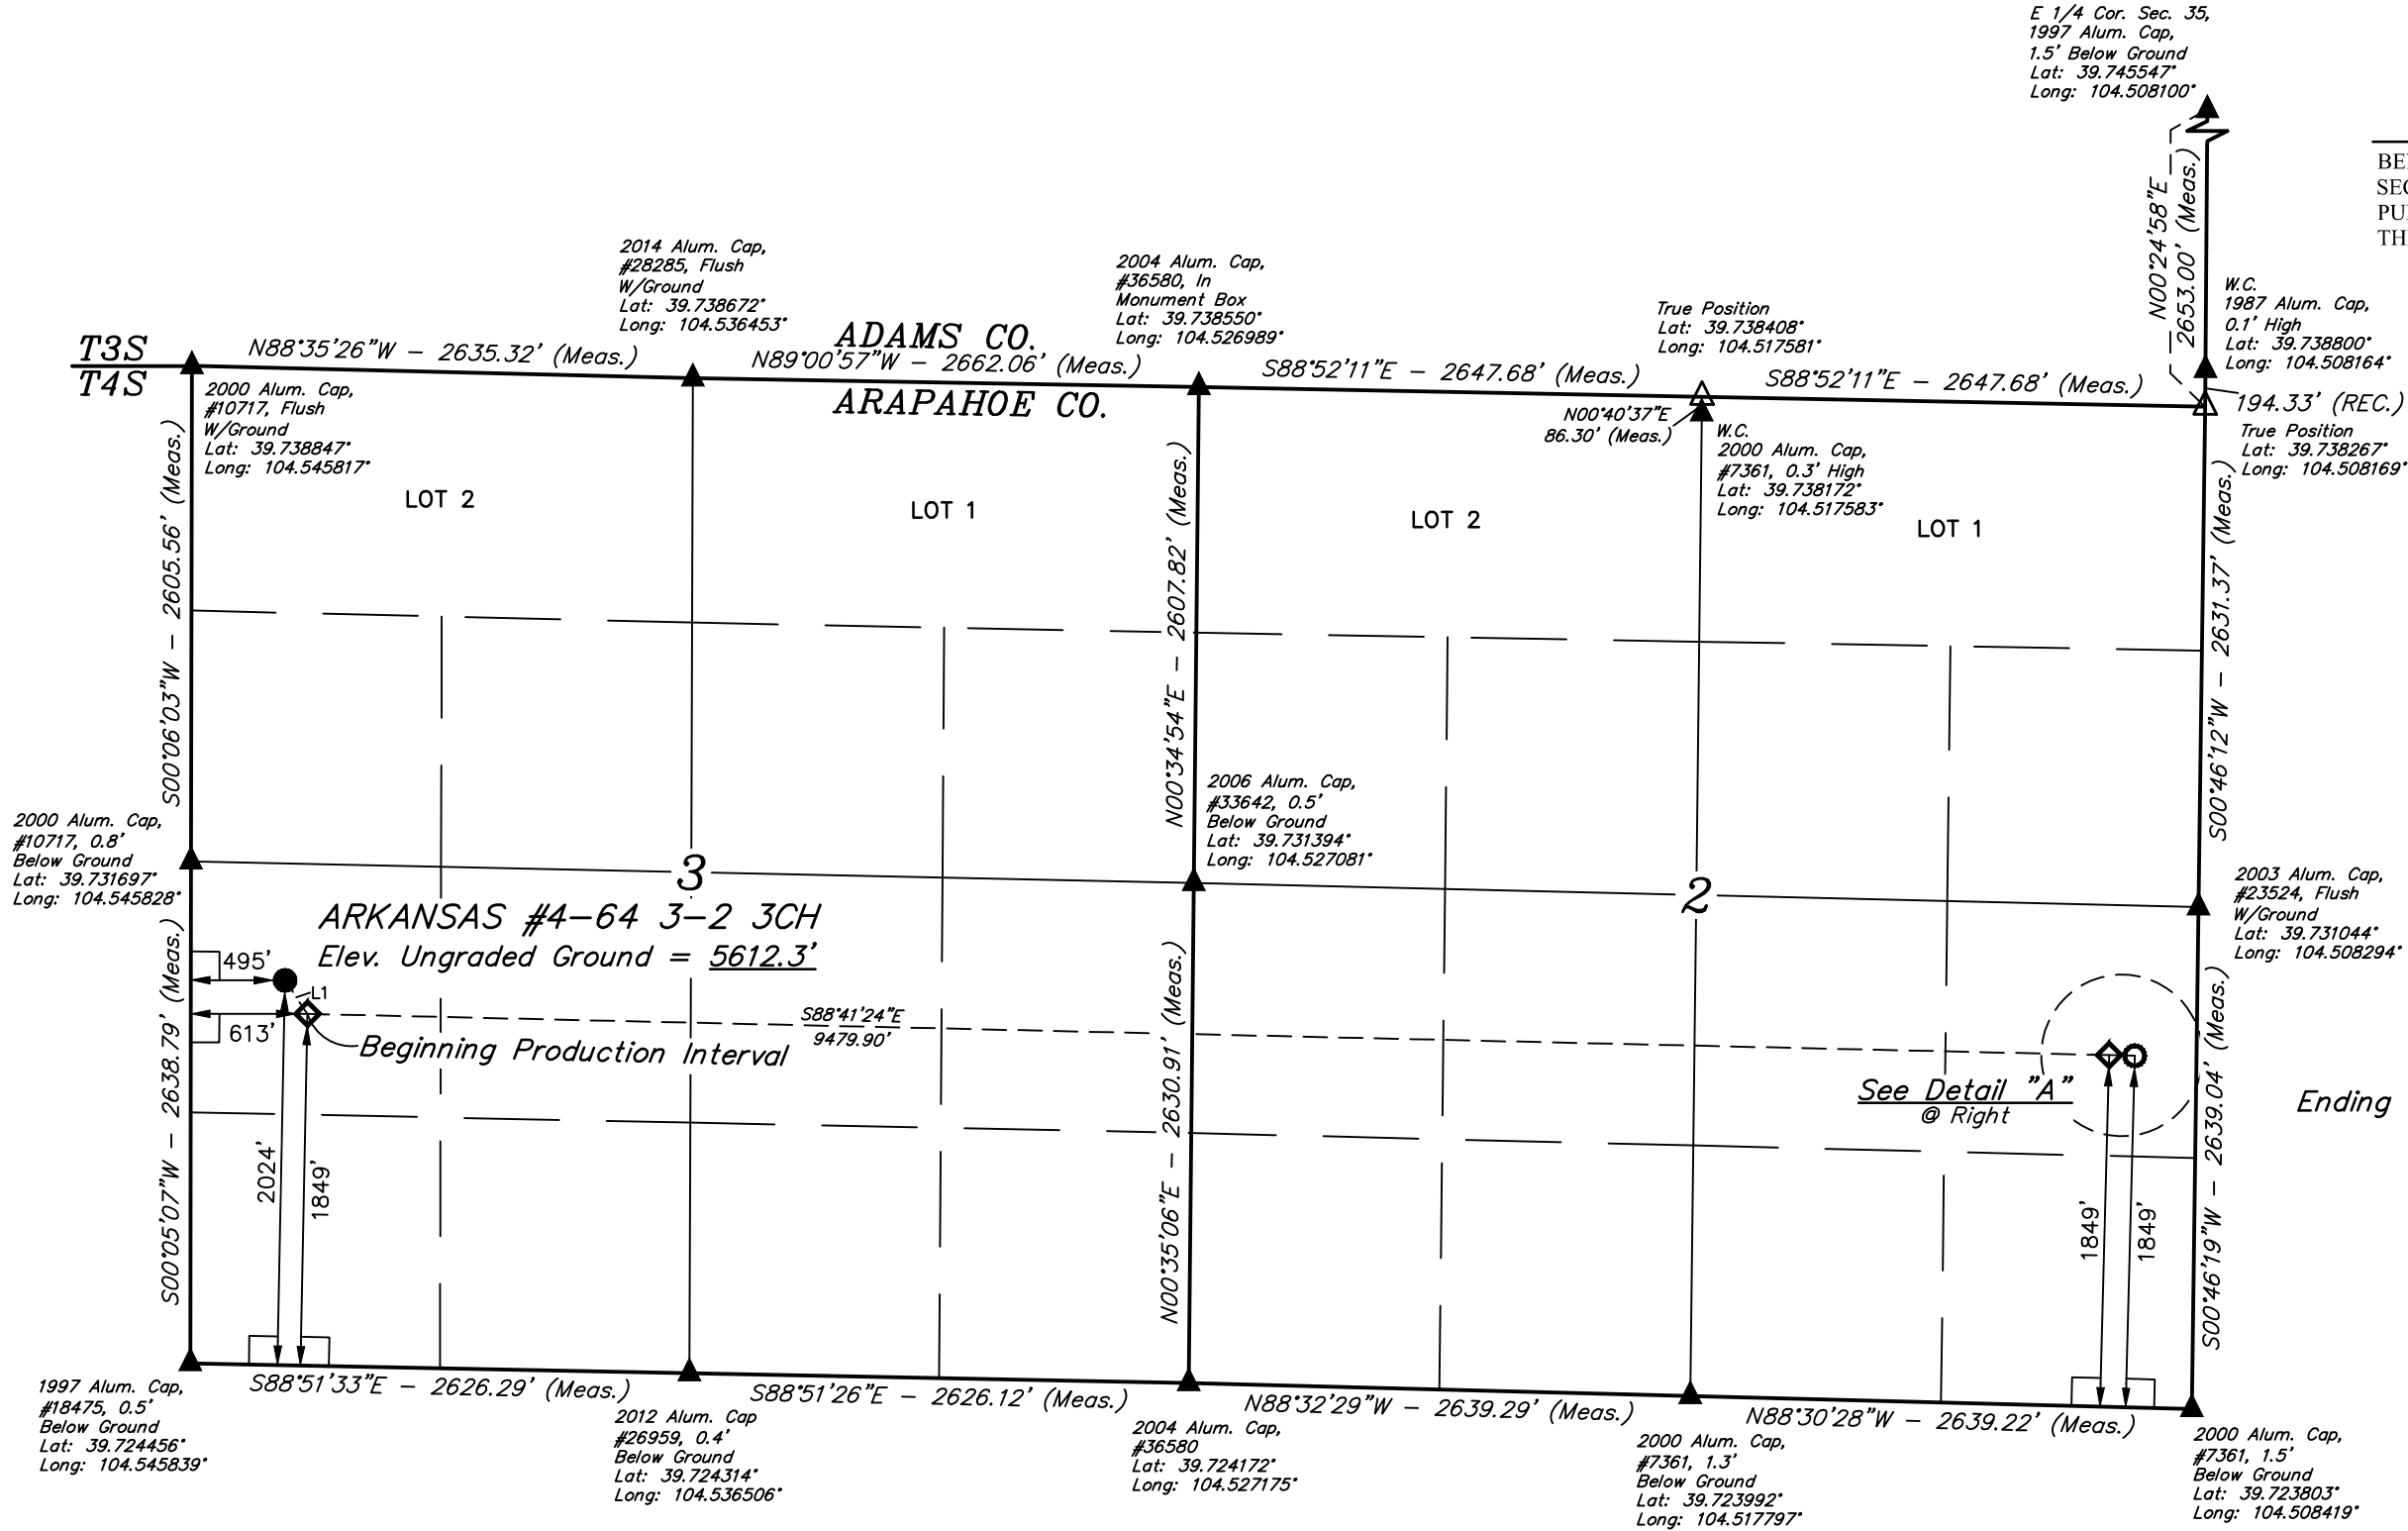 E 1/4 Cor. Sec. 35,
1997 Alum. Cap,
1.5' Below Ground
Lat: 39.745547°
Long: 104.508100°
N00°24'58"E
2653.00' (Meas.)
W.C.
1987 Alum. Cap,
0.1' High
Lat: 39.738800°
Long: 104.508164°
194.33' (REC.)
True Position
Lat: 39.738267°
Long: 104.508169°
2014 Alum. Cap,
#28285, Flush
W/Ground
Lat: 39.738672°
Long: 104.536453°
2004 Alum. Cap,
#36580, In
Monument Box
Lat: 39.738550°
Long: 104.526989°
True Position
Lat: 39.738408°
Long: 104.517581°
T3S
T4S
ADAMS CO.
ARAPAHOE CO.
N88°35'26"W - 2635.32' (Meas.)
N89°00'57"W - 2662.06' (Meas.)
S88°52'11"E - 2647.68' (Meas.)
S88°52'11"E - 2647.68' (Meas.)
2000 Alum. Cap,
#10717, Flush
W/Ground
Lat: 39.738847°
Long: 104.545817°
N00°40'37"E
86.30' (Meas.)
W.C.
2000 Alum. Cap,
#7361, 0.3' High
Lat: 39.738172°
Long: 104.517583°
LOT 2
LOT 1
LOT 2
LOT 1
S00°06'03"W - 2605.56' (Meas.)
N00°34'54"E - 2607.82' (Meas.)
S00°46'12"W - 2631.37' (Meas.)
2000 Alum. Cap,
#10717, 0.8'
Below Ground
Lat: 39.731697°
Long: 104.545828°
2006 Alum. Cap,
#33642, 0.5'
Below Ground
Lat: 39.731394°
Long: 104.527081°
2003 Alum. Cap,
#23524, Flush
W/Ground
Lat: 39.731044°
Long: 104.508294°
3
2
ARKANSAS #4-64 3-2 3CH
Elev. Ungraded Ground = 5612.3'
495'
L1
613'
Beginning Production Interval
S88°41'24"E
9479.90'
See Detail "A"
@ Right
Ending
S00°05'07"W - 2638.79' (Meas.)
2024'
1849'
N00°35'06"E - 2630.91' (Meas.)
1849'
1849'
S00°46'19"W - 2639.04' (Meas.)
S88°51'33"E - 2626.29' (Meas.)
S88°51'26"E - 2626.12' (Meas.)
N88°32'29"W - 2639.29' (Meas.)
N88°30'28"W - 2639.22' (Meas.)
1997 Alum. Cap,
#18475, 0.5'
Below Ground
Lat: 39.724456°
Long: 104.545839°
2012 Alum. Cap
#26959, 0.4'
Below Ground
Lat: 39.724314°
Long: 104.536506°
2004 Alum. Cap,
#36580
Lat: 39.724172°
Long: 104.527175°
2000 Alum. Cap,
#7361, 1.3'
Below Ground
Lat: 39.723992°
Long: 104.517797°
2000 Alum. Cap,
#7361, 1.5'
Below Ground
Lat: 39.723803°
Long: 104.508419°